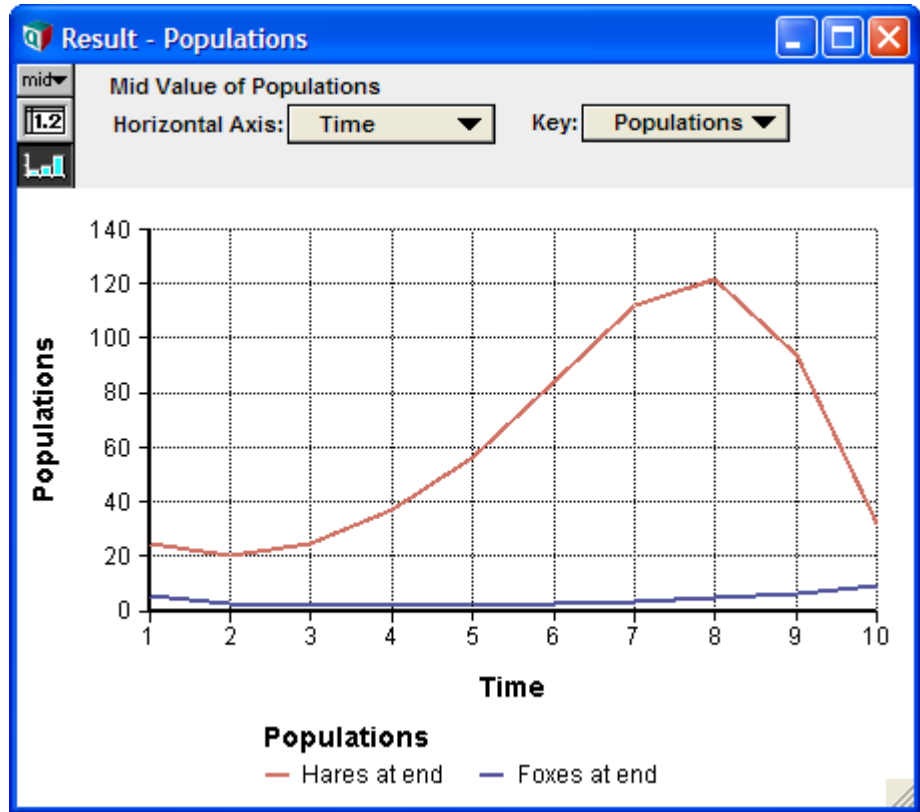 Result - Populations
mid
Mid Value of Populations
1.2
Horizontal Axis: Time Key: Populations
140
120
100
80
60
40
20
0
Populations
1 2 3 4 5 6 7 8 9 10
Time
Populations
Hares at end Foxes at end